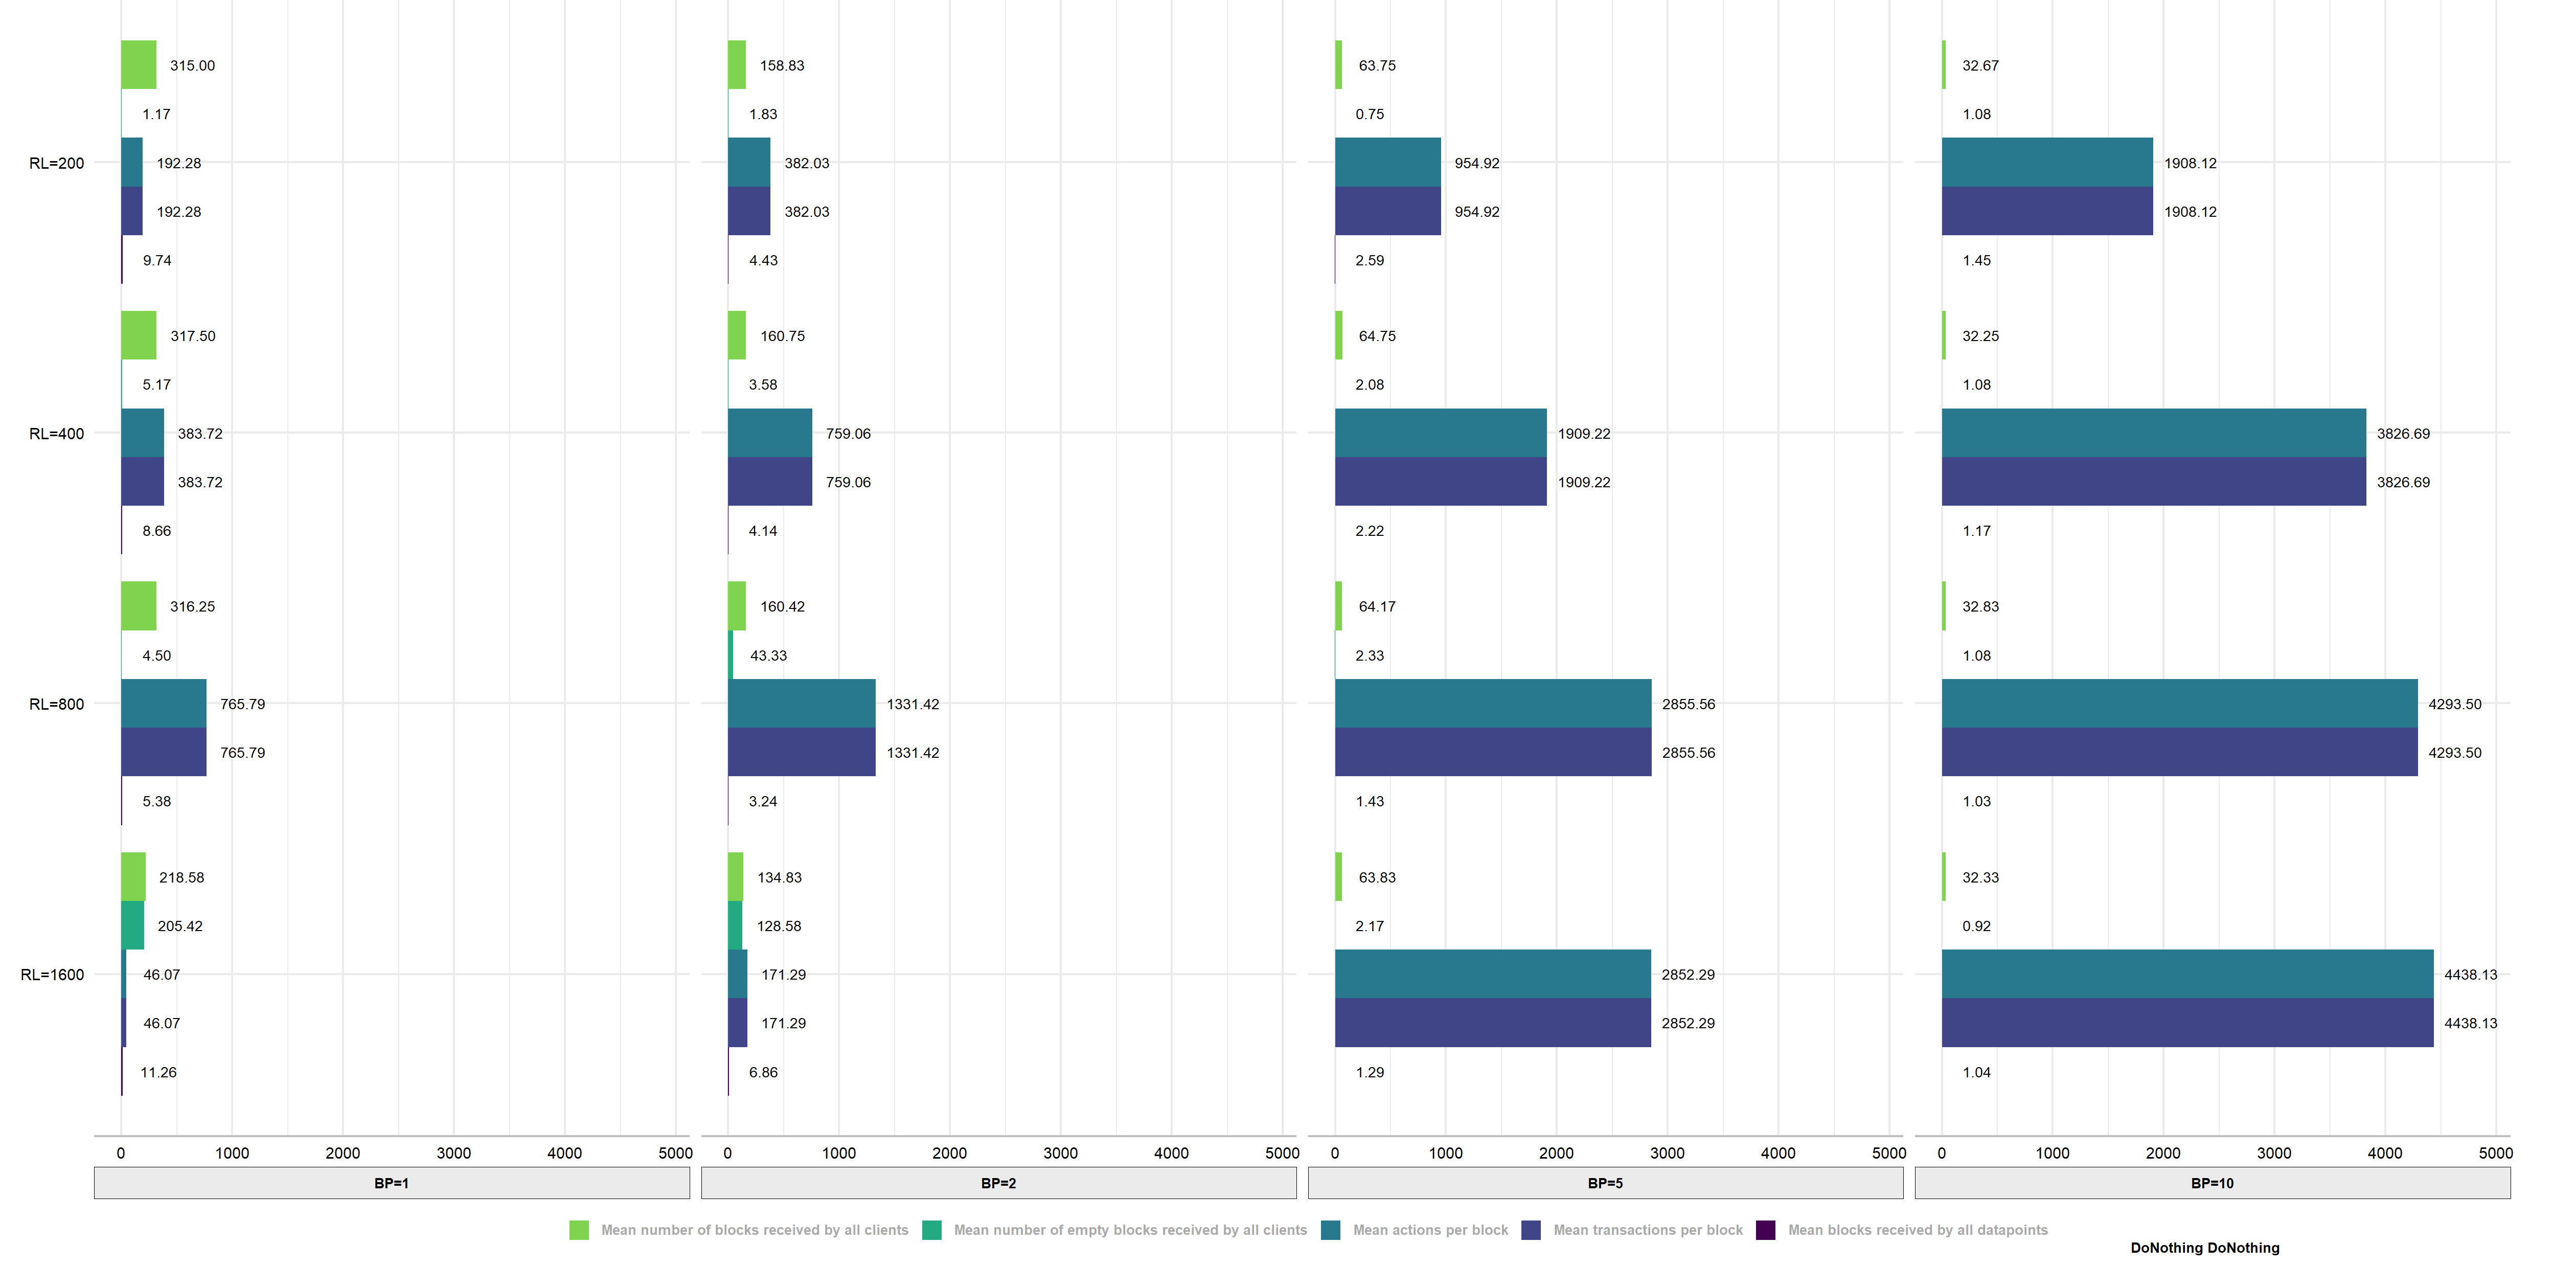 315.00 158.83 63.75 32.67
1.17 1.83 0.75 1.08
RL=200 192.28 382.03 954.92 1908.12
192.28 382.03 954.92 1908.12
9.74 4.43 2.59 1.45
317.50 160.75 64.75 32.25
5.17 3.58 2.08 1.08
RL=400 383.72 759.06 1909.22 3826.69
383.72 759.06 1909.22 3826.69
8.66 4.14 2.22 1.17
316.25 160.42 64.17 32.83
4.50 43.33 2.33 1.08
RL=800 765.79 1331.42 2855.56 4293.50
765.79 1331.42 2855.56 4293.50
5.38 3.24 1.43 1.03
218.58 134.83 63.83 32.33
205.42 128.58 2.17 0.92
RL=1600 46.07 171.29 2852.29 4438.13
46.07 171.29 2852.29 4438.13
11.26 6.86 1.29 1.04
0 1000 2000 3000 4000 5000 0 1000 2000 3000 4000 5000 0 1000 2000 3000 4000 5000 0 1000 2000 3000 4000 5000
BP=1 BP=2 BP=5 BP=10
Mean number of blocks received by all clients Mean number of empty blocks received by all clients Mean actions per block Mean transactions per block Mean blocks received by all datapoints
DoNothing DoNothing